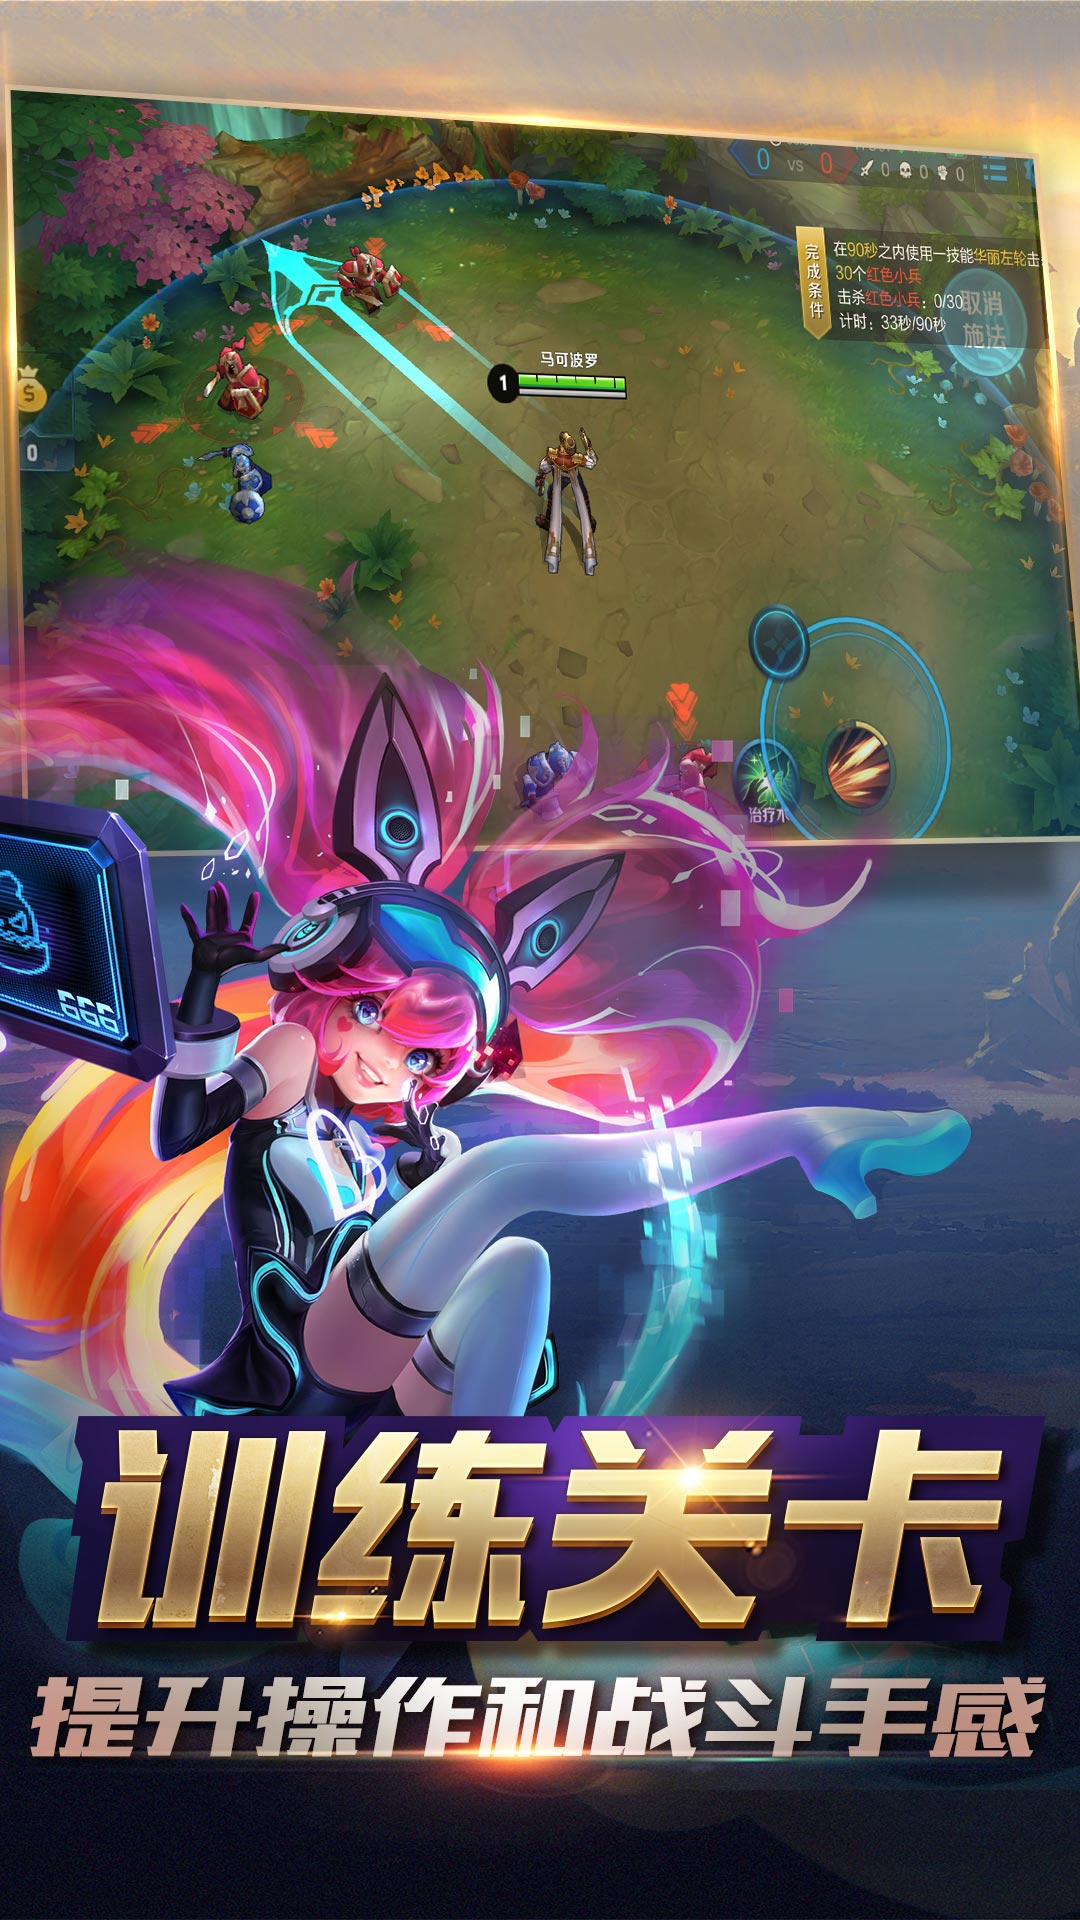 0 VS 0 0 0 0
完成条件
在90秒之内使用一技能华丽左轮击
30个红色小兵
击杀红色小兵：0/30
计时：33秒/90秒
取消
施法
马可波罗
1
0
治疗
666
训练关卡
提升操作和战斗手感